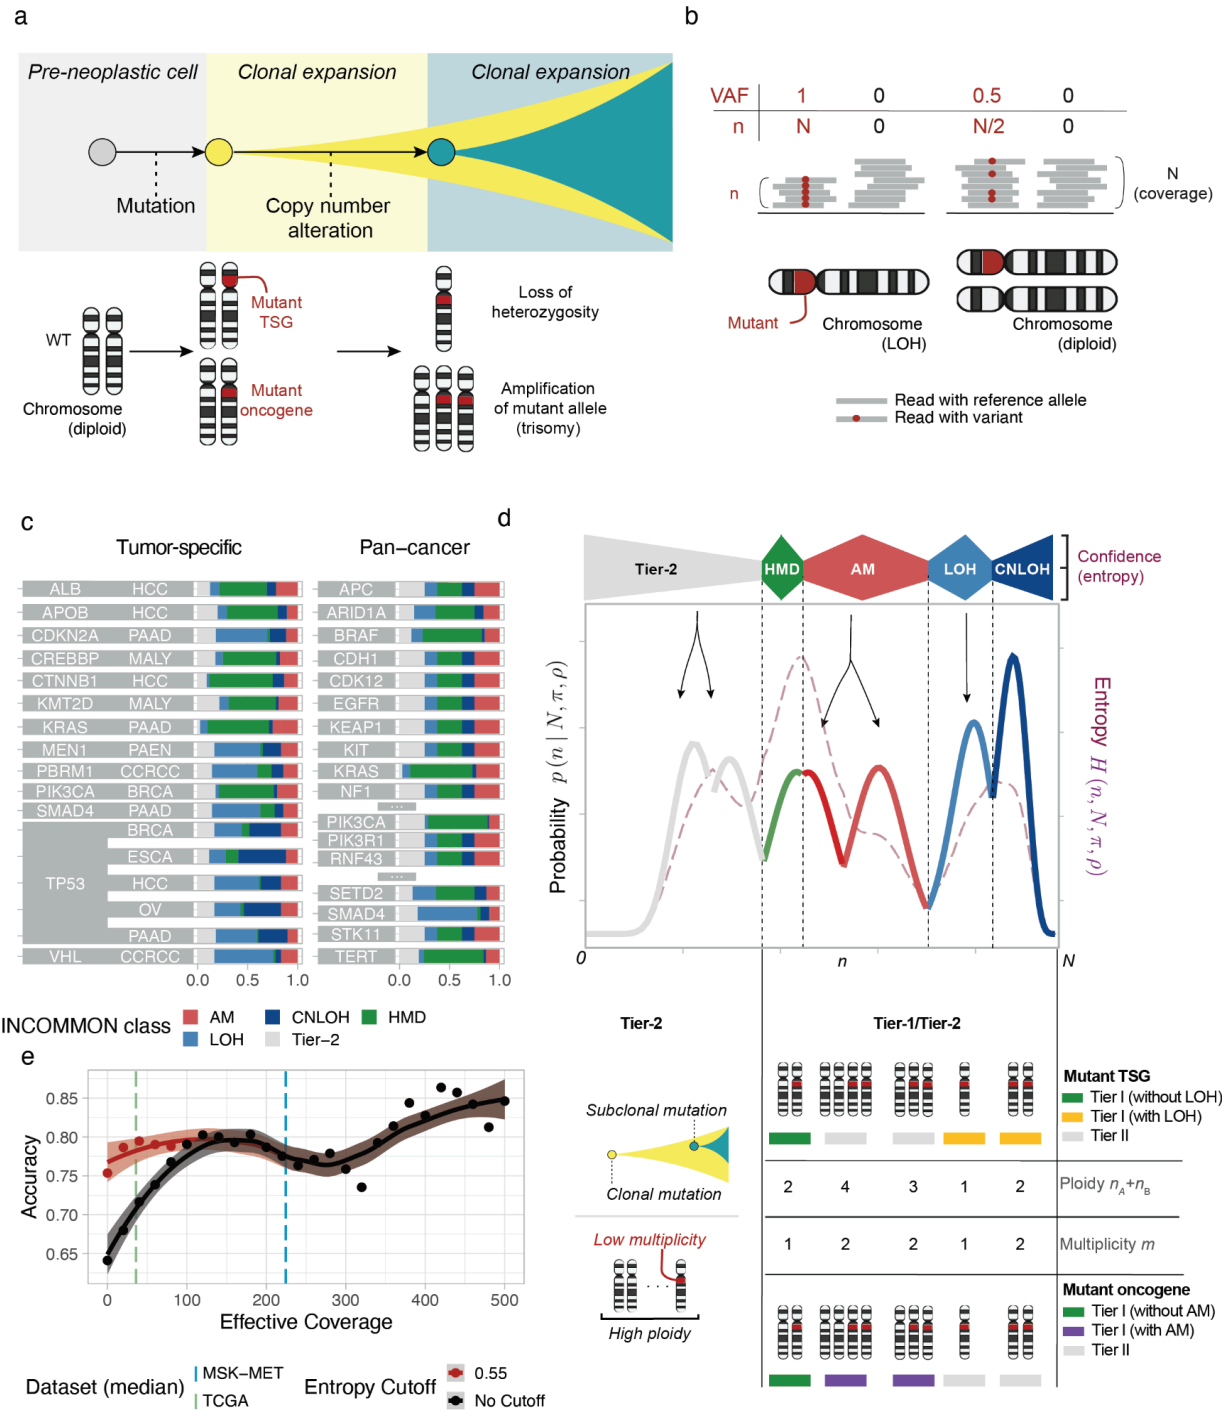 a
Pre-neoplastic cell
Clonal expansion
Clonal expansion
Mutation
Copy number
alteration
WT
Chromosome
(diploid)
Mutant
TSG
Mutant
oncogene
Loss of
heterozygosity
Amplification
of mutant allele
(trisomy)
b
VAF 1 0 0.5 0
n N 0 N/2 0
n
N
(coverage)
Mutant
Chromosome
(LOH)
Chromosome
(diploid)
Read with reference allele
Read with variant
c
Tumor-specific
ALB HCC
APOB HCC
CDKN2A PAAD
CREBBP MALY
CTNNB1 HCC
KMT2D MALY
KRAS PAAD
MEN1 PAEN
PBRM1 CCRCC
PIK3CA BRCA
SMAD4 PAAD
BRCA
ESCA
TP53 HCC
OV
PAAD
VHL CCRCC
0.0 0.5 1.0
Pan−cancer
APC
ARID1A
BRAF
CDH1
CDK12
EGFR
KEAP1
KIT
KRAS
NF1
...
PIK3CA
PIK3R1
RNF43
...
SETD2
SMAD4
STK11
TERT
0.0 0.5 1.0
INCOMMON class
AM CNLOH HMD
LOH Tier−2
d
Tier-2 HMD AM LOH CNLOH
Confidence
(entropy)
Probability p (n | N, π, ρ)
Entropy H (n, N, π, ρ)
0 n N
Tier-2
Tier-1/Tier-2
Subclonal mutation
Clonal mutation
Low multiplicity
. . .
High ploidy
Mutant TSG
Tier I (without LOH)
Tier I (with LOH)
Tier II
2 4 3 1 2 Ploidy nA+nB
1 2 2 1 2 Multiplicity m
Mutant oncogene
Tier I (without AM)
Tier I (with AM)
Tier II
e
Accuracy
0.85
0.80
0.75
0.70
0.65
0 100 200 300 400 500
Effective Coverage
Dataset (median)
MSK−MET
TCGA
Entropy Cutoff
0.55
No Cutoff